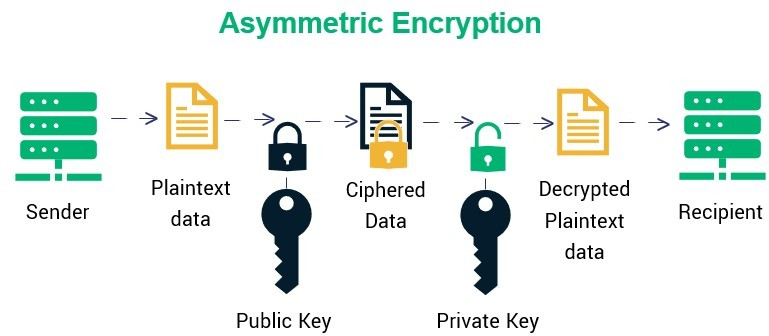 Asymmetric Encryption
Sender
Plaintext
data
Public Key
Ciphered
Data
Private Key
Decrypted
Plaintext
data
Recipient